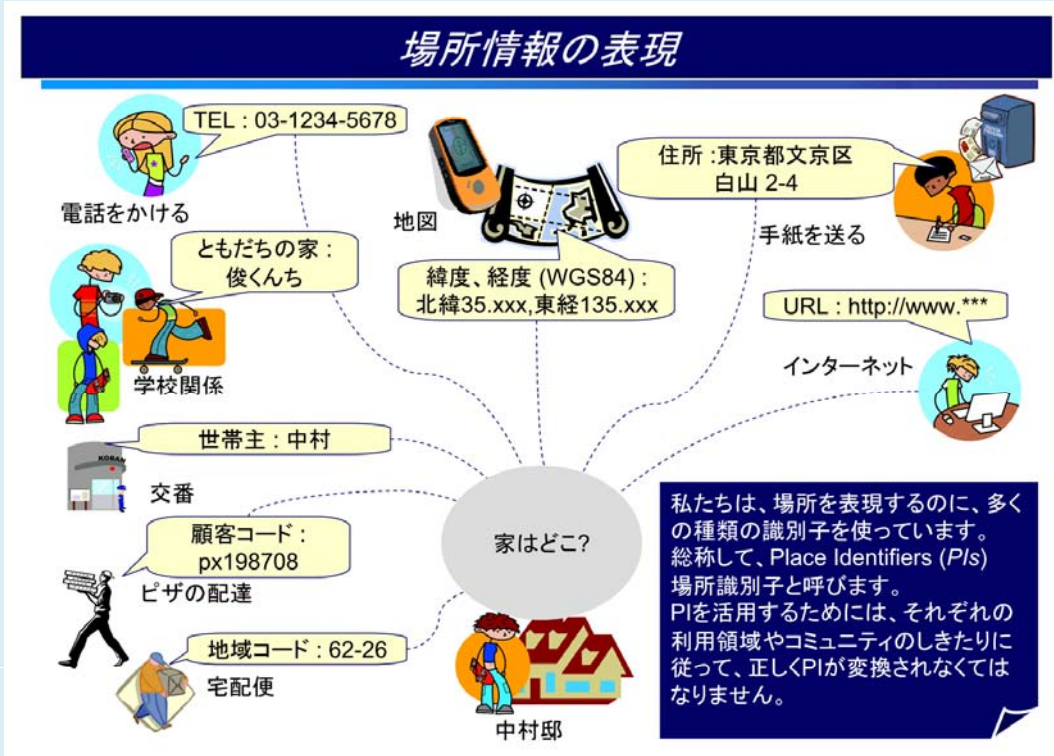 場所情報の表現
TEL : 03-1234-5678
電話をかける
地図
住所 :東京都文京区
白山 2-4
手紙を送る
ともだちの家 :
俊くんち
学校関係
緯度、経度 (WGS84) :
北緯35.xxx,東経135.xxx
URL : http://www.***
インターネット
世帯主 : 中村
KOBAN
交番
顧客コード :
px198708
ピザの配達
家はどこ?
地域コード : 62-26
宅配便
中村邸
私たちは、場所を表現するのに、多く
の種類の識別子を使っています。
総称して、Place Identifiers (PIs)
場所識別子と呼びます。
PIを活用するためには、それぞれの
利用領域やコミュニティのしきたりに
従って、正しくPIが変換されなくては
なりません。